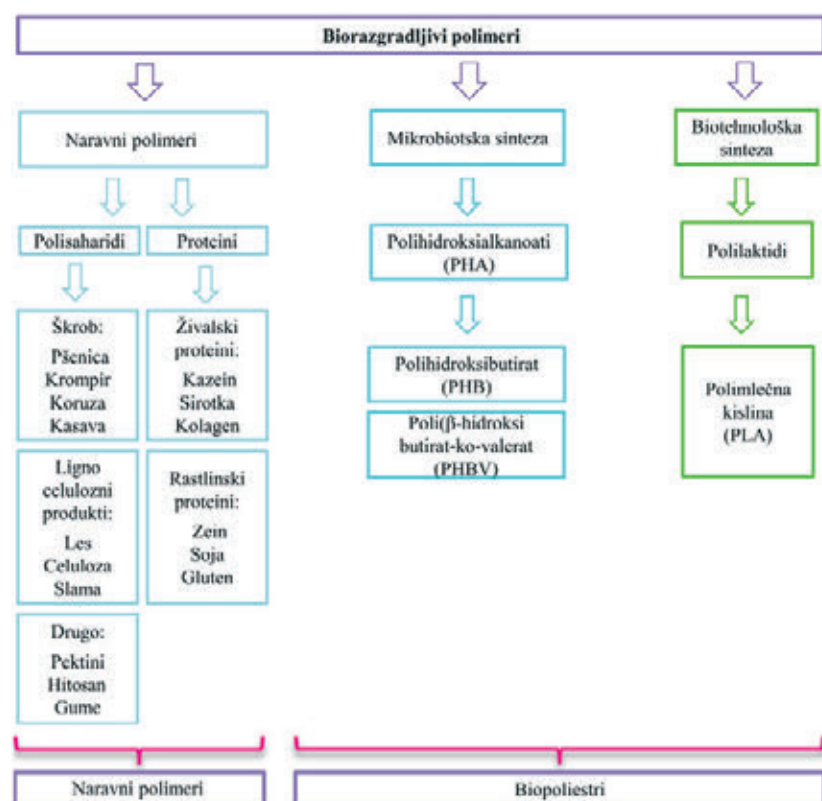 Biorazgradljivi polimeri
Naravni polimeri
Polisaharidi
Proteini
Škrob:
Pšenica
Krompir
Koruza
Kasava
Živalski
proteini:
Kazein
Sirotka
Kolagen
Ligno
celulozni
produkti:
Les
Celuloza
Slama
Rastlinski
proteini:
Zein
Soja
Gluten
Drugo:
Pektini
Hitosan
Gume
Mikrobiotska sinteza
Polihidroksialkanoati
(PHA)
Polihidroksibutirat
(PHB)
Poli(β-hidroksi
butirat-ko-valerat
(PHBV)
Biotehnološka
sinteza
Polilaktidi
Polimlečna
kislina
(PLA)
Naravni polimeri
Biopoliestri